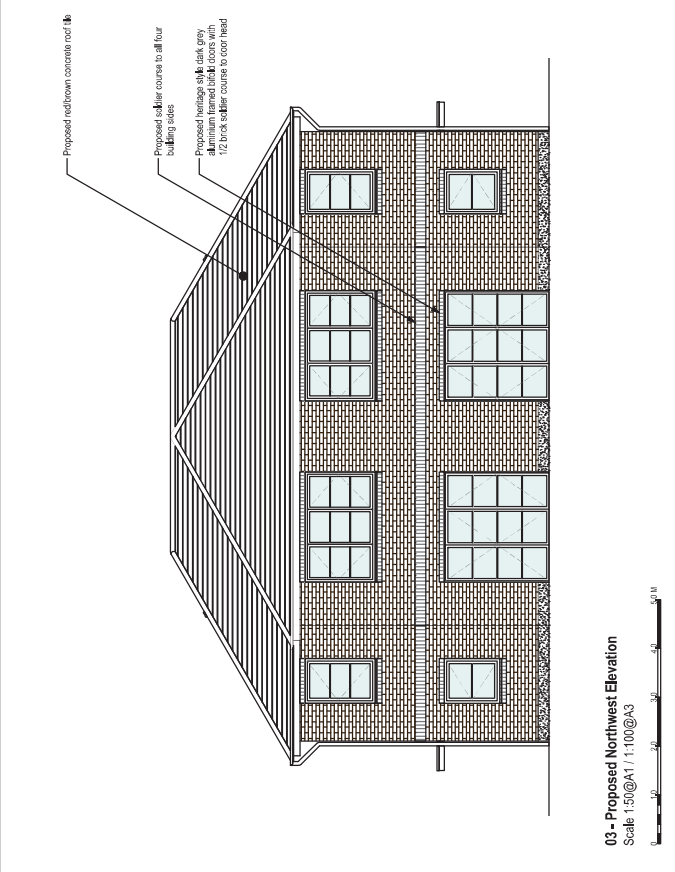 Proposed red/brown concrete roof tile
Proposed soldier course to all four
building sides
Proposed heritage style dark grey
aluminium framed bifold doors with
1/2 brick soldier course to door head
03 - Proposed Northwest Elevation
Scale 1:50@A1 / 1:100@A3
0 1.0 2.0 3.0 4.0 5.0 M